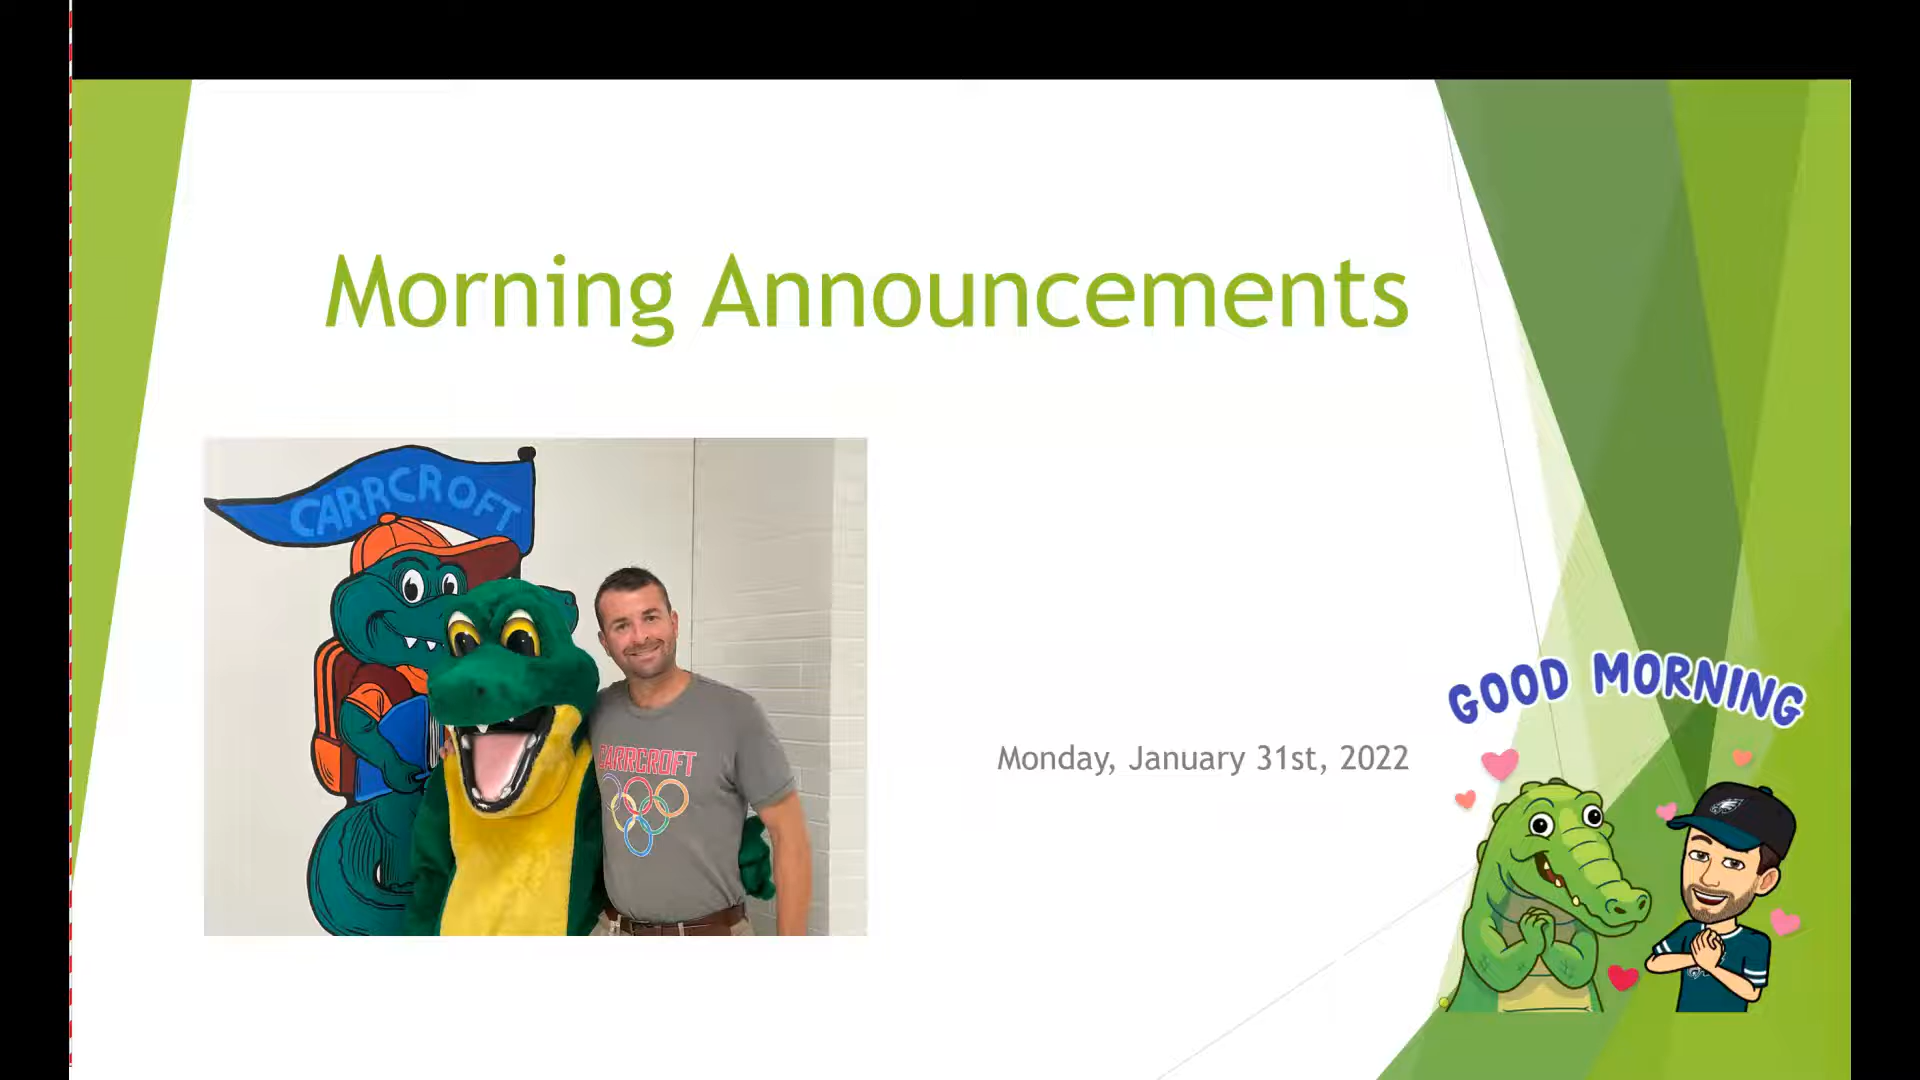 Morning Announcements
CARRCROFT
CARRCROFT
Monday, January 31st, 2022
GOOD MORNING